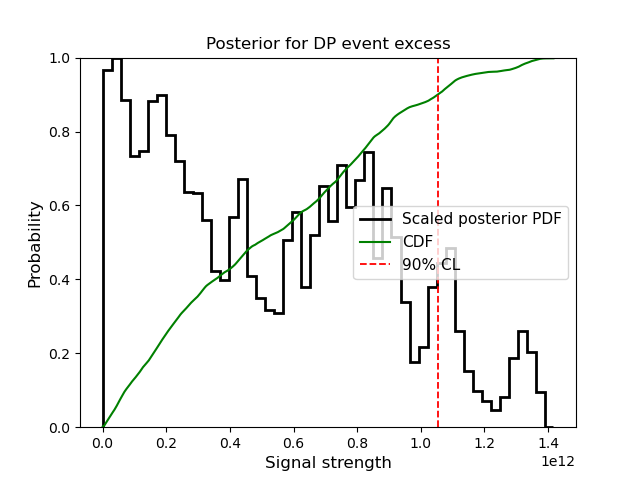 Posterior for DP event excess
1.0
0.8
0.6
0.4
0.2
0.0
Probability
Scaled posterior PDF
CDF
90% CL
0.0 0.2 0.4 0.6 0.8 1.0 1.2 1.4
1e12
Signal strength